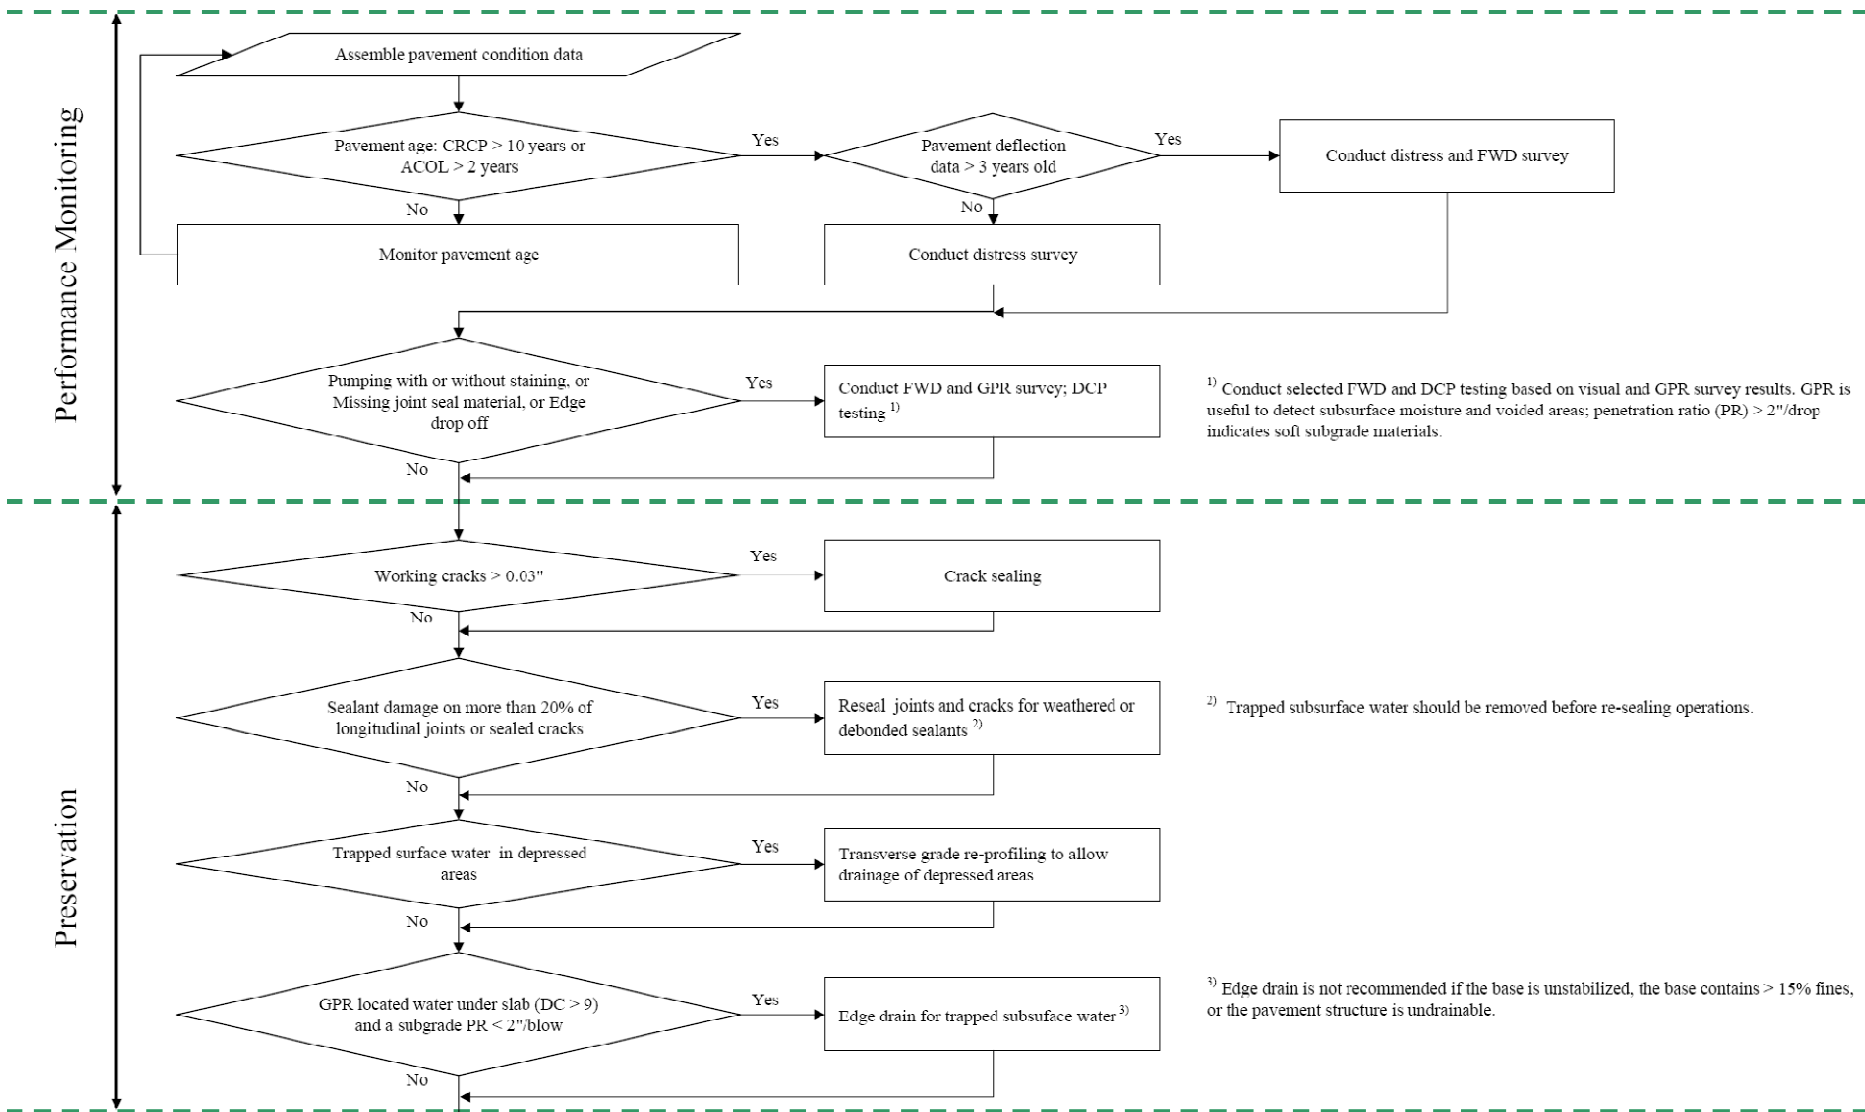 Performance Monitoring
Assemble pavement condition data
Pavement age: CRCP > 10 years or
ACOL > 2 years
Yes
Pavement deflection
data > 3 years old
Yes
Conduct distress and FWD survey
No
No
Monitor pavement age
Conduct distress survey
Pumping with or without staining, or
Missing joint seal material, or Edge
drop off
Yes
Conduct FWD and GPR survey; DCP
testing 1)
1) Conduct selected FWD and DCP testing based on visual and GPR survey results. GPR is
useful to detect subsurface moisture and voided areas; penetration ratio (PR) > 2"/drop
indicates soft subgrade materials.
No
Preservation
Working cracks > 0.03"
Yes
Crack sealing
No
Sealant damage on more than 20% of
longitudinal joints or sealed cracks
Yes
Reseal joints and cracks for weathered or
debonded sealants 2)
2) Trapped subsurface water should be removed before re-sealing operations.
No
Trapped surface water in depressed
areas
Yes
Transverse grade re-profiling to allow
drainage of depressed areas
No
GPR located water under slab (DC > 9)
and a subgrade PR < 2"/blow
Yes
Edge drain for trapped subsuface water 3)
3) Edge drain is not recommended if the base is unstabilized, the base contains > 15% fines,
or the pavement structure is undrainable.
No